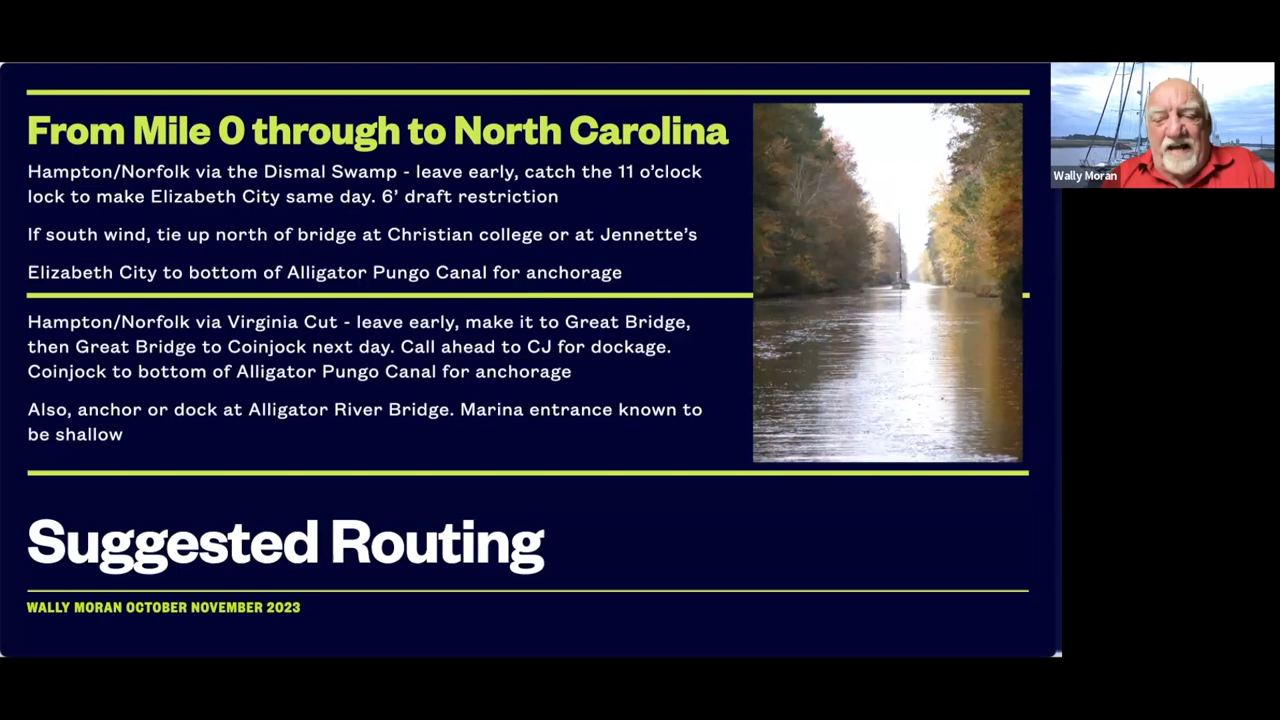 From Mile 0 through to North Carolina
Hampton/Norfolk via the Dismal Swamp - leave early, catch the 11 o'clock
lock to make Elizabeth City same day. 6' draft restriction
If south wind, tie up north of bridge at Christian college or at Jennette's
Elizabeth City to bottom of Alligator Pungo Canal for anchorage
Hampton/Norfolk via Virginia Cut - leave early, make it to Great Bridge,
then Great Bridge to Coinjock next day. Call ahead to CJ for dockage.
Coinjock to bottom of Alligator Pungo Canal for anchorage
Also, anchor or dock at Alligator River Bridge. Marina entrance known to
be shallow
Suggested Routing
WALLY MORAN OCTOBER NOVEMBER 2023
Wally Moran